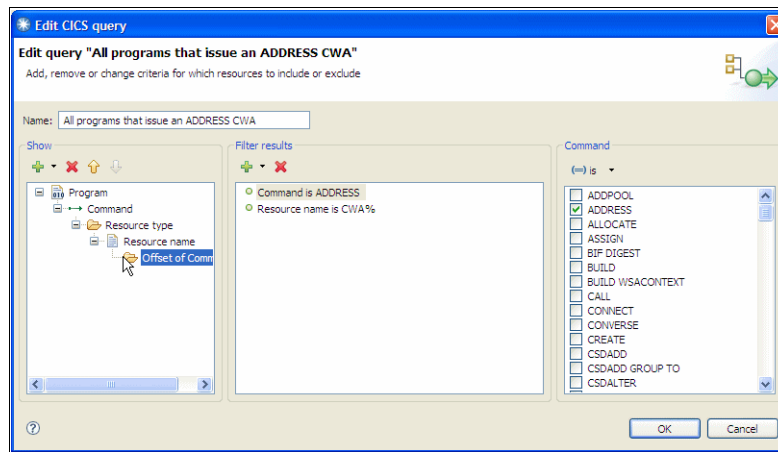 Edit CICS query
Edit query "All programs that issue an ADDRESS CWA"
Add, remove or change criteria for which resources to include or exclude
Name: All programs that issue an ADDRESS CWA
Show
Program
Command
Resource type
Resource name
Offset of Comm
Filter results
Command is ADDRESS
Resource name is CWA%
Command
(=) is
ADDPOOL
ADDRESS
ALLOCATE
ASSIGN
BIF DIGEST
BUILD
BUILD WSACONTEXT
CALL
CONNECT
CONVERSE
CREATE
CSDADD
CSDADD GROUP TO
CSDALTER
?
OK
Cancel